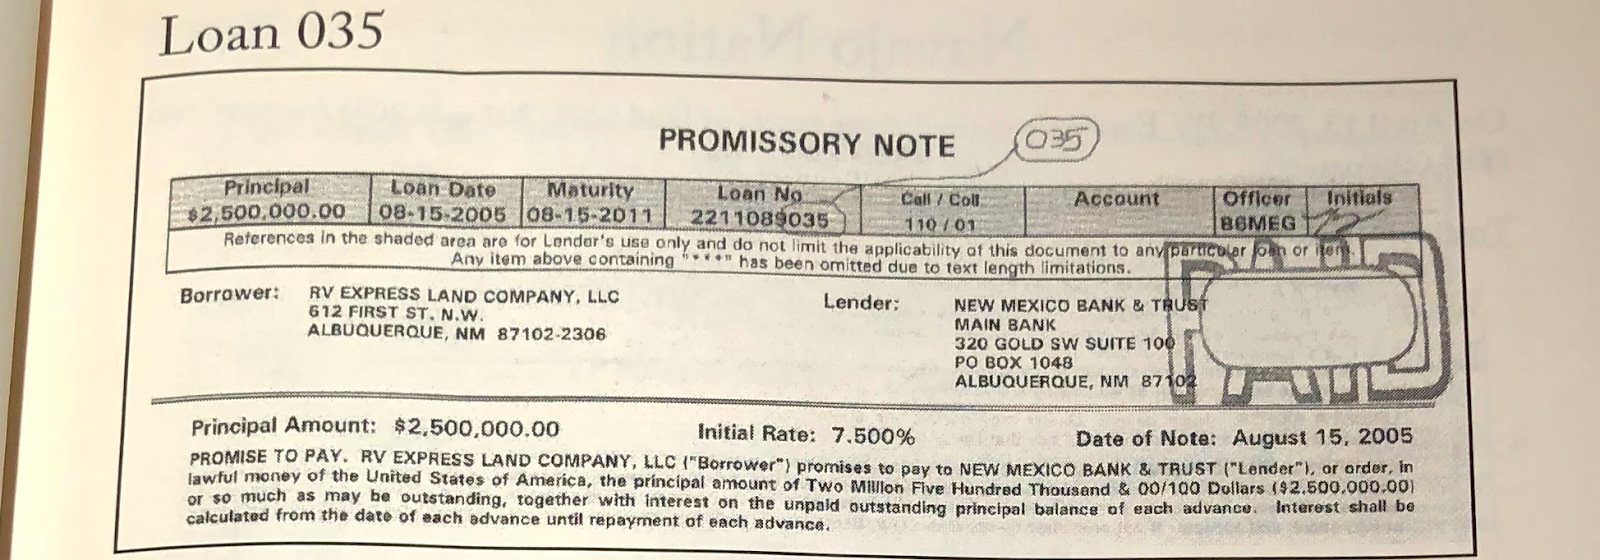 Loan 035
PROMISSORY NOTE
035
Principal Loan Date Maturity Loan No Call / Coll Account Officer Initials
$2,500,000.00 08-15-2005 08-15-2011 2211089035 110 / 01 B6MEG
References in the shaded area are for Lender's use only and do not limit the applicability of this document to any particular loan or item.
Any item above containing "***" has been omitted due to text length limitations.
Borrower: RV EXPRESS LAND COMPANY, LLC
612 FIRST ST. N.W.
ALBUQUERQUE, NM 87102-2306
Lender: NEW MEXICO BANK & TRUST
MAIN BANK
320 GOLD SW SUITE 100
PO BOX 1048
ALBUQUERQUE, NM 87102
Principal Amount: $2,500,000.00 Initial Rate: 7.500% Date of Note: August 15, 2005
PROMISE TO PAY. RV EXPRESS LAND COMPANY, LLC ("Borrower") promises to pay to NEW MEXICO BANK & TRUST ("Lender"), or order, in
lawful money of the United States of America, the principal amount of Two Million Five Hundred Thousand & 00/100 Dollars ($2,500,000.00)
or so much as may be outstanding, together with interest on the unpaid outstanding principal balance of each advance. Interest shall be
calculated from the date of each advance until repayment of each advance.